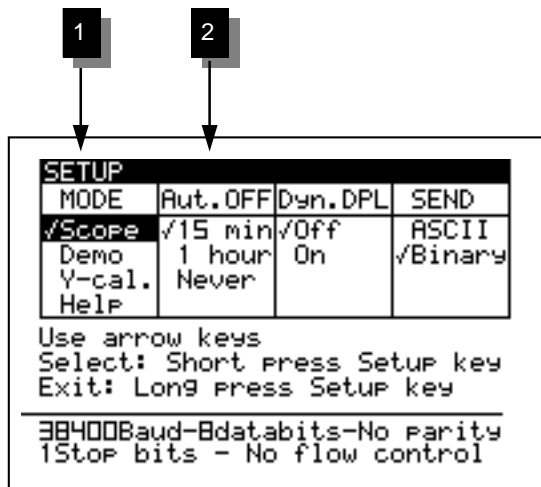 1 2
SETUP
MODE Aut.OFF Dyn.DPL SEND
√Scope √15 min √Off ASCII
Demo 1 hour On √Binary
Y-cal. Never
Help
Use arrow keys
Select: Short press Setup key
Exit: Long press Setup key
38400Baud-8databits-No parity
1Stop bits - No flow control